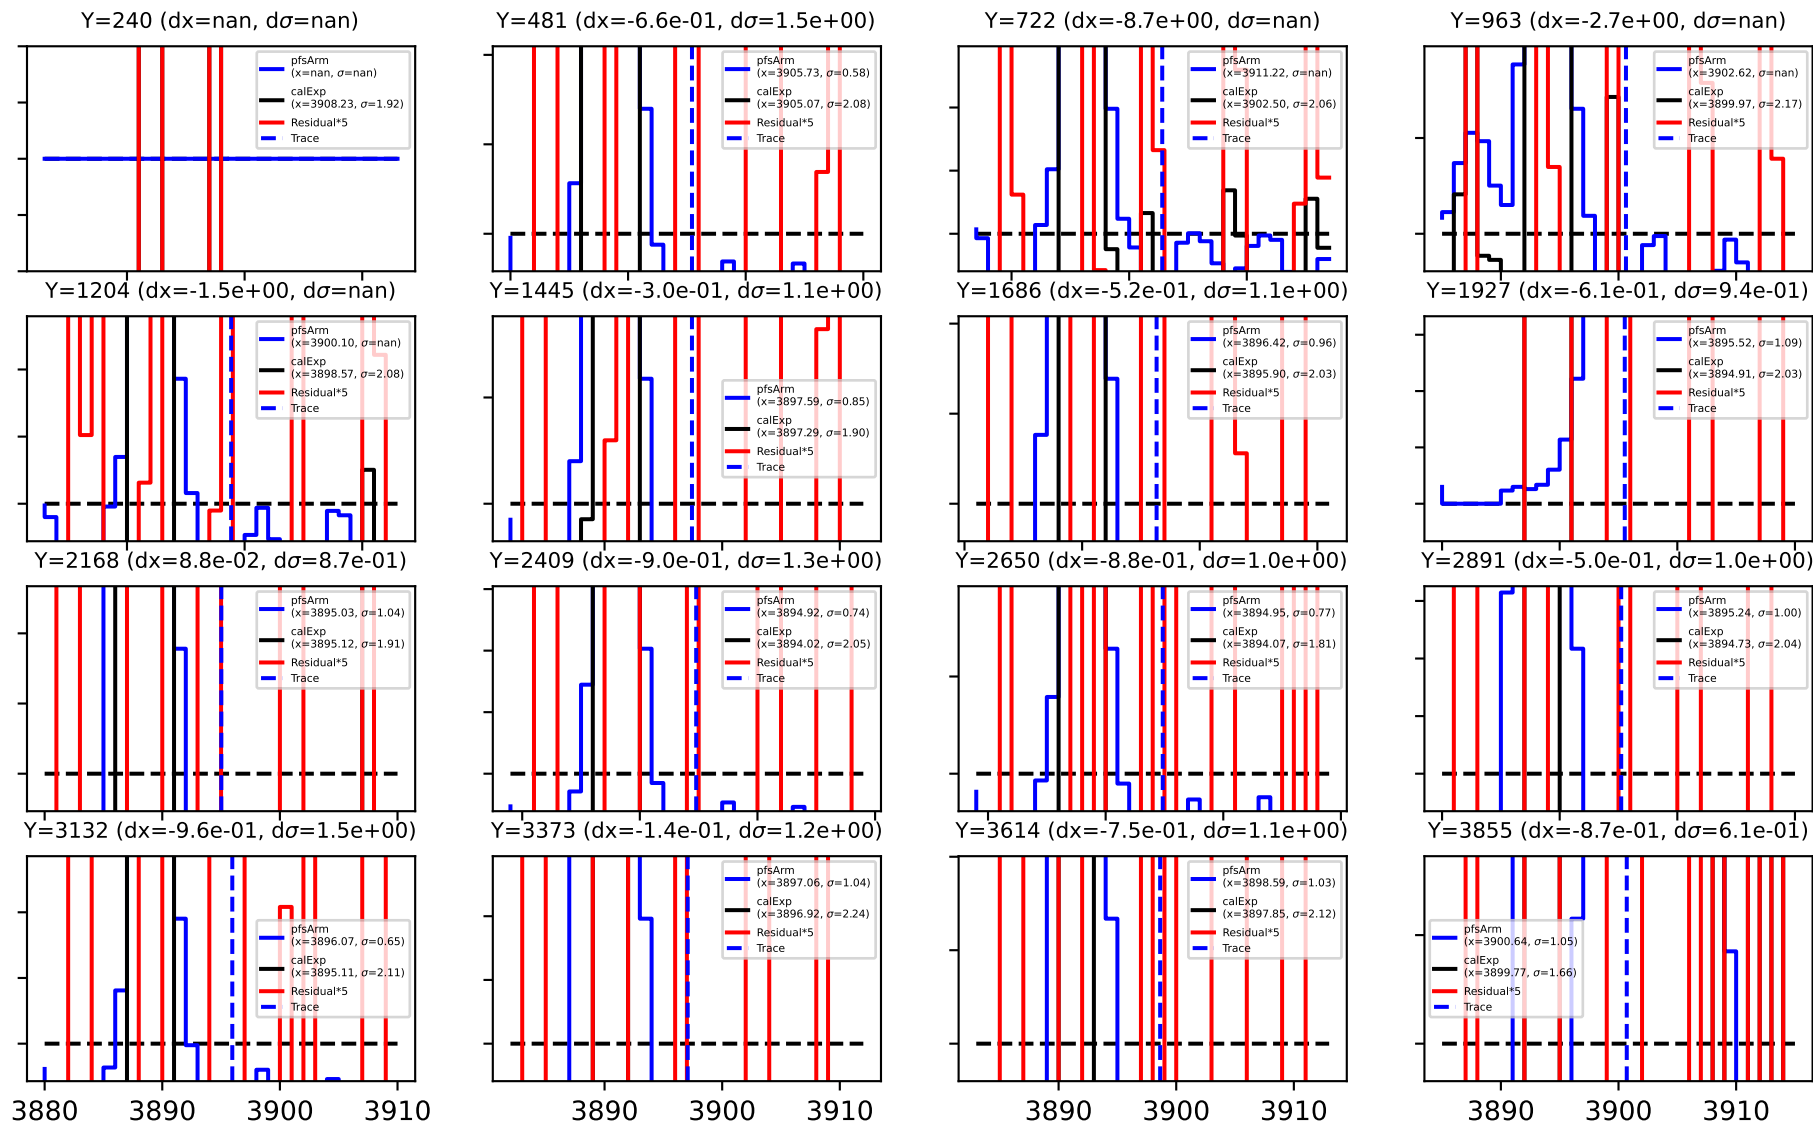 Y=240 (dx=nan, dσ=nan)
pfsArm
(x=nan, σ=nan)
calExp
(x=3908.23, σ=1.92)
Residual*5
Trace
Y=481 (dx=-6.6e-01, dσ=1.5e+00)
pfsArm
(x=3905.73, σ=0.58)
calExp
(x=3905.07, σ=2.08)
Residual*5
Trace
Y=722 (dx=-8.7e+00, dσ=nan)
pfsArm
(x=3911.22, σ=nan)
calExp
(x=3902.50, σ=2.06)
Residual*5
Trace
Y=963 (dx=-2.7e+00, dσ=nan)
pfsArm
(x=3902.62, σ=nan)
calExp
(x=3899.97, σ=2.17)
Residual*5
Trace
Y=1204 (dx=-1.5e+00, dσ=nan)
pfsArm
(x=3900.10, σ=nan)
calExp
(x=3898.57, σ=2.08)
Residual*5
Trace
Y=1445 (dx=-3.0e-01, dσ=1.1e+00)
pfsArm
(x=3897.59, σ=0.85)
calExp
(x=3897.29, σ=1.90)
Residual*5
Trace
Y=1686 (dx=-5.2e-01, dσ=1.1e+00)
pfsArm
(x=3896.42, σ=0.96)
calExp
(x=3895.90, σ=2.03)
Residual*5
Trace
Y=1927 (dx=-6.1e-01, dσ=9.4e-01)
pfsArm
(x=3895.52, σ=1.09)
calExp
(x=3894.91, σ=2.03)
Residual*5
Trace
Y=2168 (dx=8.8e-02, dσ=8.7e-01)
pfsArm
(x=3895.03, σ=1.04)
calExp
(x=3895.12, σ=1.91)
Residual*5
Trace
Y=2409 (dx=-9.0e-01, dσ=1.3e+00)
pfsArm
(x=3894.92, σ=0.74)
calExp
(x=3894.02, σ=2.05)
Residual*5
Trace
Y=2650 (dx=-8.8e-01, dσ=1.0e+00)
pfsArm
(x=3894.95, σ=0.77)
calExp
(x=3894.07, σ=1.81)
Residual*5
Trace
Y=2891 (dx=-5.0e-01, dσ=1.0e+00)
pfsArm
(x=3895.24, σ=1.00)
calExp
(x=3894.73, σ=2.04)
Residual*5
Trace
Y=3132 (dx=-9.6e-01, dσ=1.5e+00)
pfsArm
(x=3896.07, σ=0.65)
calExp
(x=3895.11, σ=2.11)
Residual*5
Trace
Y=3373 (dx=-1.4e-01, dσ=1.2e+00)
pfsArm
(x=3897.06, σ=1.04)
calExp
(x=3896.92, σ=2.24)
Residual*5
Trace
Y=3614 (dx=-7.5e-01, dσ=1.1e+00)
pfsArm
(x=3898.59, σ=1.03)
calExp
(x=3897.85, σ=2.12)
Residual*5
Trace
Y=3855 (dx=-8.7e-01, dσ=6.1e-01)
pfsArm
(x=3900.64, σ=1.05)
calExp
(x=3899.77, σ=1.66)
Residual*5
Trace
3880 3890 3900 3910
3890 3900 3910
3890 3900 3910
3890 3900 3910